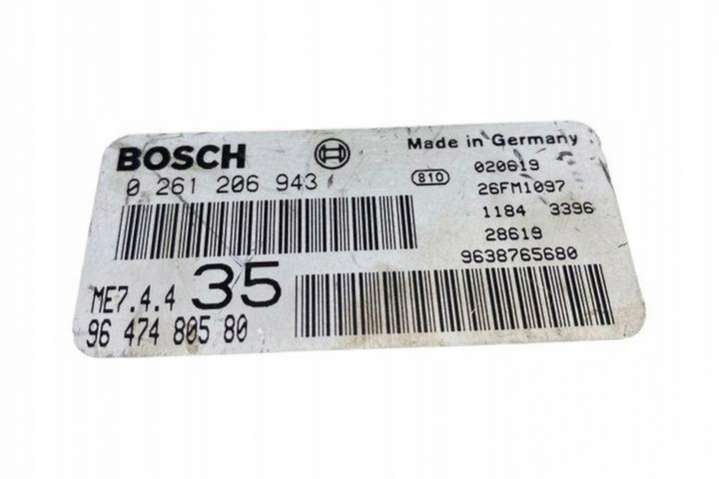 BOSCH
Made in Germany
0 261 206 943
810
020619
26FM1097
1184 3396
28619
9638765680
ME7.4.4 35
96 474 805 80